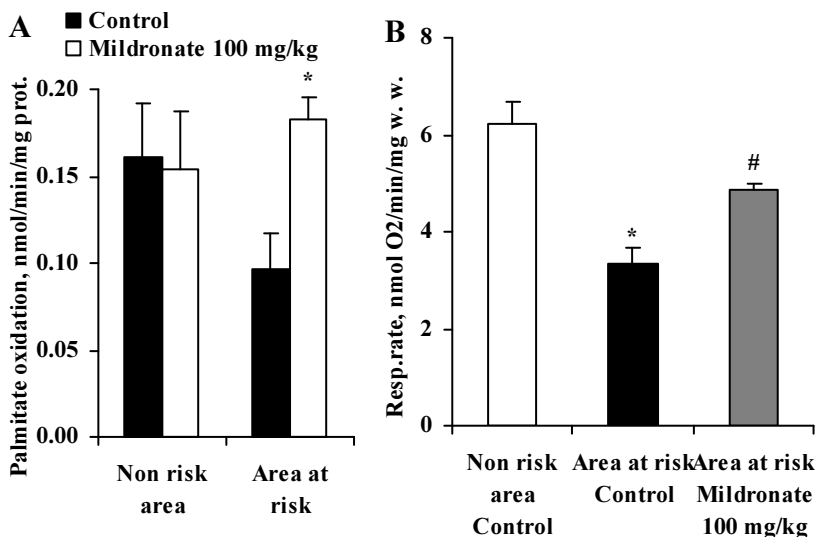 A
Control
Mildronate 100 mg/kg
Palmitate oxidation, nmol/min/mg prot.
0.20
0.15
0.10
0.05
0.00
*
Non risk
area
Area at
risk
B
Resp.rate, nmol O2/min/mg w. w.
8
6
4
2
0
*
#
Non risk
area
Control
Area at risk
Control
Area at risk
Mildronate
100 mg/kg